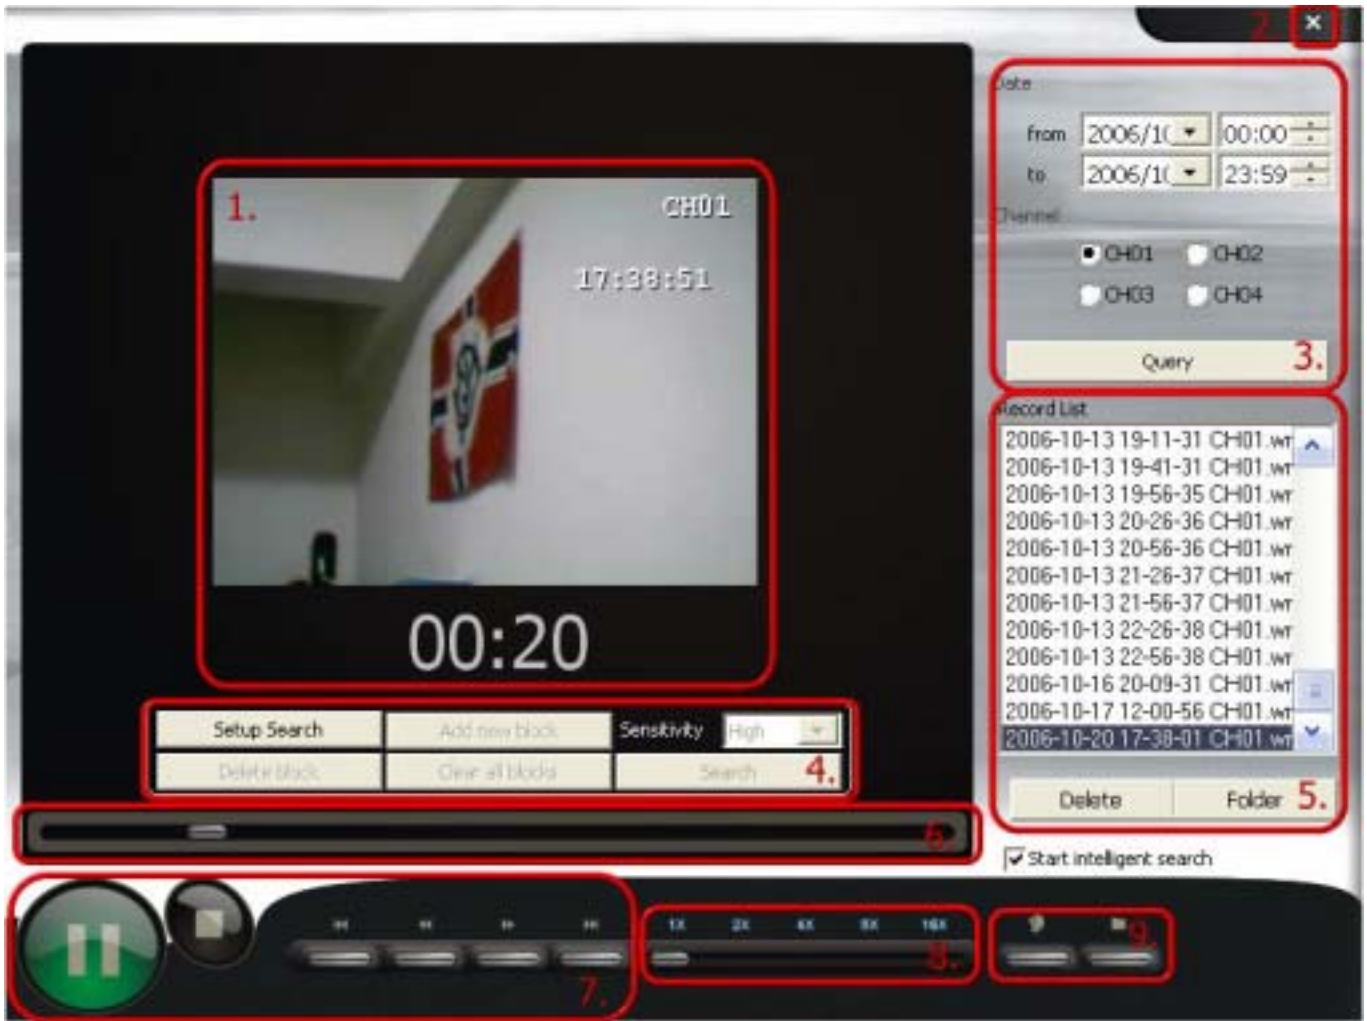 2.
Date
from 2006/1( 00:00
to 2006/1( 23:59
Channel
CH01 CH02
CH03 CH04
Query 3.
1. CH01
17:38:51
00:20
Record List
2006-10-13 19-11-31 CH01.wr
2006-10-13 19-41-31 CH01.wr
2006-10-13 19-56-35 CH01.wr
2006-10-13 20-26-36 CH01.wr
2006-10-13 20-56-36 CH01.wr
2006-10-13 21-26-37 CH01.wr
2006-10-13 21-56-37 CH01.wr
2006-10-13 22-26-38 CH01.wr
2006-10-13 22-56-38 CH01.wr
2006-10-16 20-09-31 CH01.wr
2006-10-17 12-00-56 CH01.wr
2006-10-20 17-38-01 CH01.wr
Delete Folder 5.
Start intelligent search
Setup Search Add new block Sensitivity High
Delete block Clear all blocks Search 4.
6.
7.
1X 2X 4X 8X 16X
8.
9.